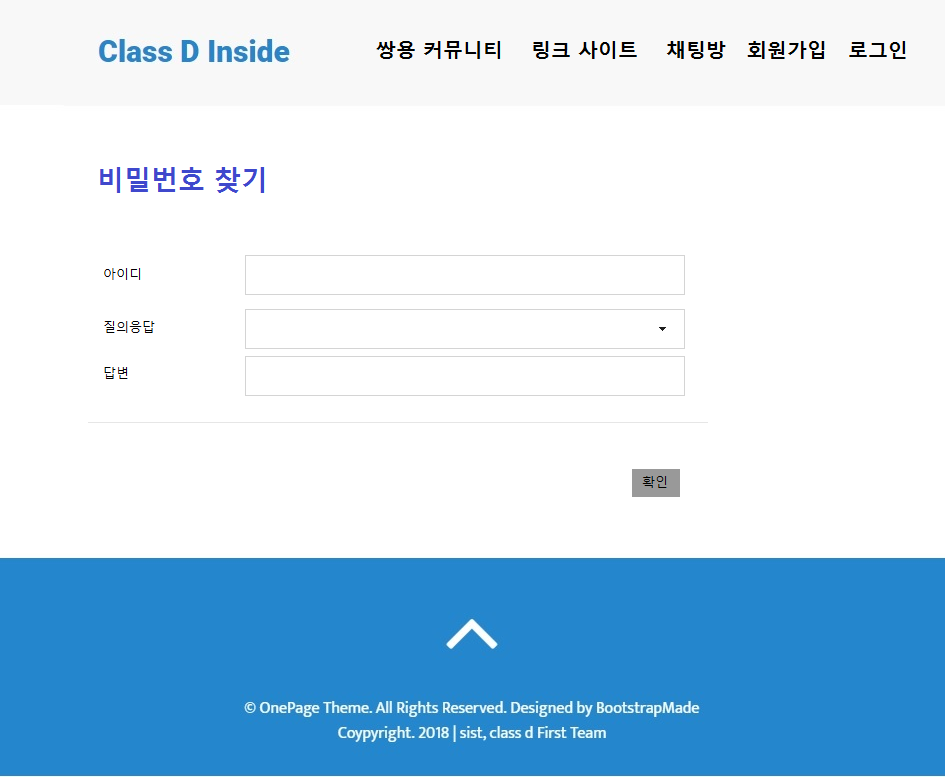 Class D Inside 쌍용 커뮤니티 링크 사이트 채팅방 회원가입 로그인
비밀번호 찾기
아이디
질의응답
답변
확인
© OnePage Theme. All Rights Reserved. Designed by BootstrapMade
Coypyright. 2018 | sist, class d First Team